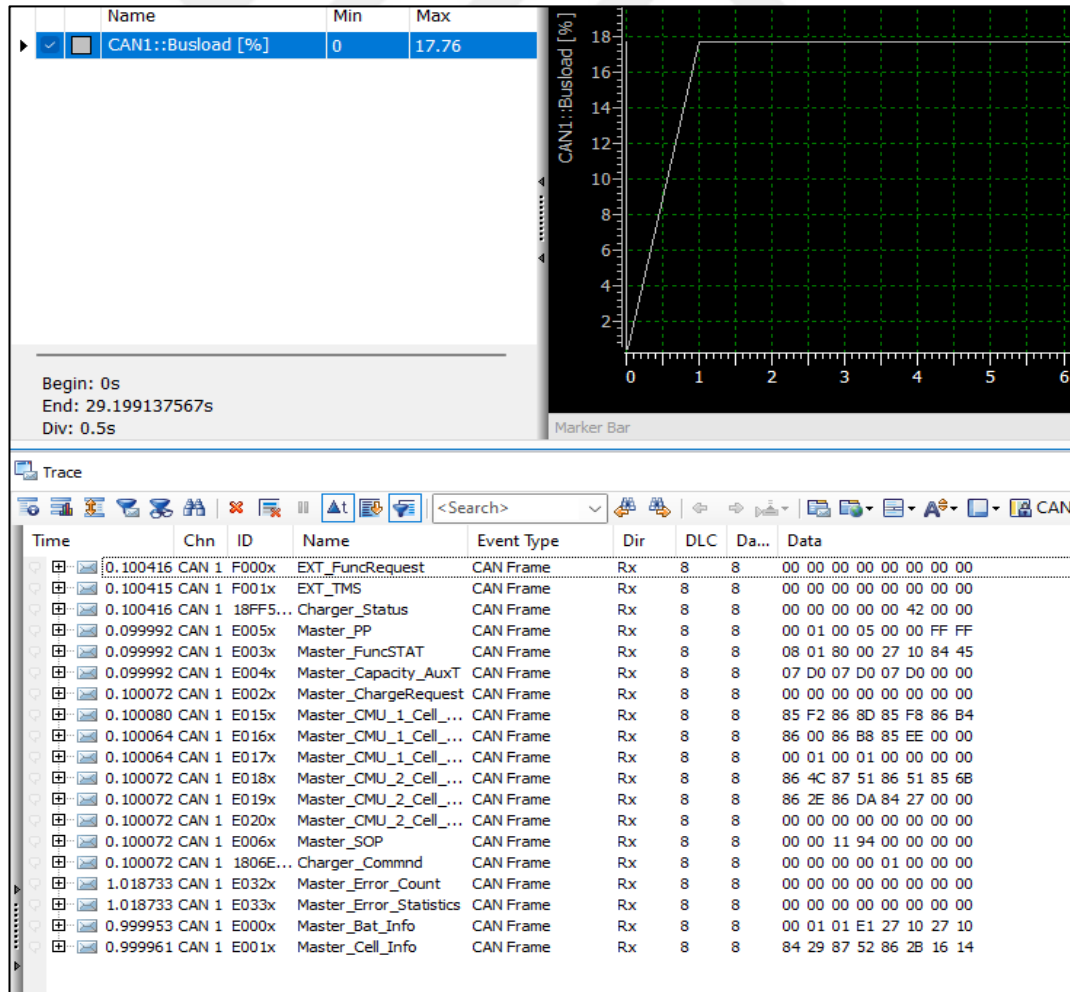 Name Min Max
CAN1::Busload [%] 0 17.76
CAN1::Busload [%]
18
16
14
12
10
8
6
4
2
0 1 2 3 4 5 6
Begin: 0s
End: 29.199137567s
Div: 0.5s
Marker Bar
Trace
Δt <Search> A CAN
Time Chn ID Name Event Type Dir DLC Da... Data
0.100416 CAN 1 F000x EXT_FuncRequest CAN Frame Rx 8 8 00 00 00 00 00 00 00 00
0.100415 CAN 1 F001x EXT_TMS CAN Frame Rx 8 8 00 00 00 00 00 00 00 00
0.100416 CAN 1 18FF5... Charger_Status CAN Frame Rx 8 8 00 00 00 00 00 42 00 00
0.099992 CAN 1 E005x Master_PP CAN Frame Rx 8 8 00 01 00 05 00 00 FF FF
0.099992 CAN 1 E003x Master_FuncSTAT CAN Frame Rx 8 8 08 01 80 00 27 10 84 45
0.099992 CAN 1 E004x Master_Capacity_AuxT CAN Frame Rx 8 8 07 D0 07 D0 07 D0 00 00
0.100072 CAN 1 E002x Master_ChargeRequest CAN Frame Rx 8 8 00 00 00 00 00 00 00 00
0.100080 CAN 1 E015x Master_CMU_1_Cell_... CAN Frame Rx 8 8 85 F2 86 8D 85 F8 86 B4
0.100064 CAN 1 E016x Master_CMU_1_Cell_... CAN Frame Rx 8 8 86 00 86 B8 85 EE 00 00
0.100064 CAN 1 E017x Master_CMU_1_Cell_... CAN Frame Rx 8 8 00 01 00 01 00 00 00 00
0.100072 CAN 1 E018x Master_CMU_2_Cell_... CAN Frame Rx 8 8 86 4C 87 51 86 51 85 6B
0.100072 CAN 1 E019x Master_CMU_2_Cell_... CAN Frame Rx 8 8 86 2E 86 DA 84 27 00 00
0.100072 CAN 1 E020x Master_CMU_2_Cell_... CAN Frame Rx 8 8 00 00 00 00 00 00 00 00
0.100072 CAN 1 E006x Master_SOP CAN Frame Rx 8 8 00 00 11 94 00 00 00 00
0.100072 CAN 1 1806E... Charger_Commnd CAN Frame Rx 8 8 00 00 00 00 01 00 00 00
1.018733 CAN 1 E032x Master_Error_Count CAN Frame Rx 8 8 00 00 00 00 00 00 00 00
1.018733 CAN 1 E033x Master_Error_Statistics CAN Frame Rx 8 8 00 00 00 00 00 00 00 00
0.999953 CAN 1 E000x Master_Bat_Info CAN Frame Rx 8 8 00 01 01 E1 27 10 27 10
0.999961 CAN 1 E001x Master_Cell_Info CAN Frame Rx 8 8 84 29 87 52 86 2B 16 14